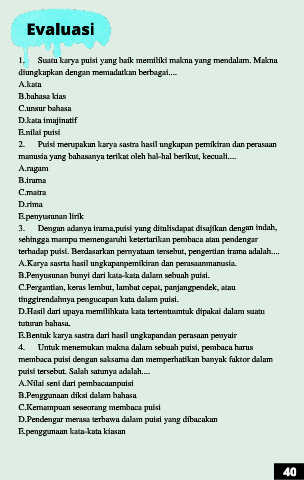 Evaluasi
1. Suatu karya puisi yang baik memiliki makna yang mendalam. Makna
diungkapkan dengan memadatkan berbagai....
A.kata
B.bahasa kias
C.unsur bahasa
D.kata imajinatif
E.nilai puisi
2. Puisi merupakan karya sastra hasil ungkapan pemikiran dan perasaan
manusia yang bahasanya terikat oleh hal-hal berikut, kecuali....
A.ragam
B.irama
C.matra
D.rima
E.penyusunan lirik
3. Dengan adanya irama,puisi yang ditulisdapat disajikan dengan indah,
sehingga mampu memengaruhi ketertarikan pembaca atau pendengar
terhadap puisi. Berdasarkan pernyataan tersebut, pengertian irama adalah....
A.Karya sasrta hasil ungkapanpemikiran dan perasaanmanusia.
B.Penyusunan bunyi dari kata-kata dalam sebuah puisi.
C.Pergantian, keras lembut, lambat cepat, panjangpendek, atau
tinggirendahnya pengucapan kata dalam puisi.
D.Hasil dari upaya memilihkata kata tertentuuntuk dipakai dalam suatu
tuturan bahasa.
E.Bentuk karya sastra dari hasil ungkapandan perasaan penyair
4. Untuk menemukan makna dalam sebuah puisi, pembaca harus
membaca puisi dengan saksama dan memperhatikan banyak faktor dalam
puisi tersebut. Salah satunya adalah....
A.Nilai seni dari pembacaanpuisi
B.Penggunaan diksi dalam bahasa
C.Kemampuan seseorang membaca puisi
D.Pendengar merasa terbawa dalam puisi yang dibacakan
E.penggunaan kata-kata kiasan
40